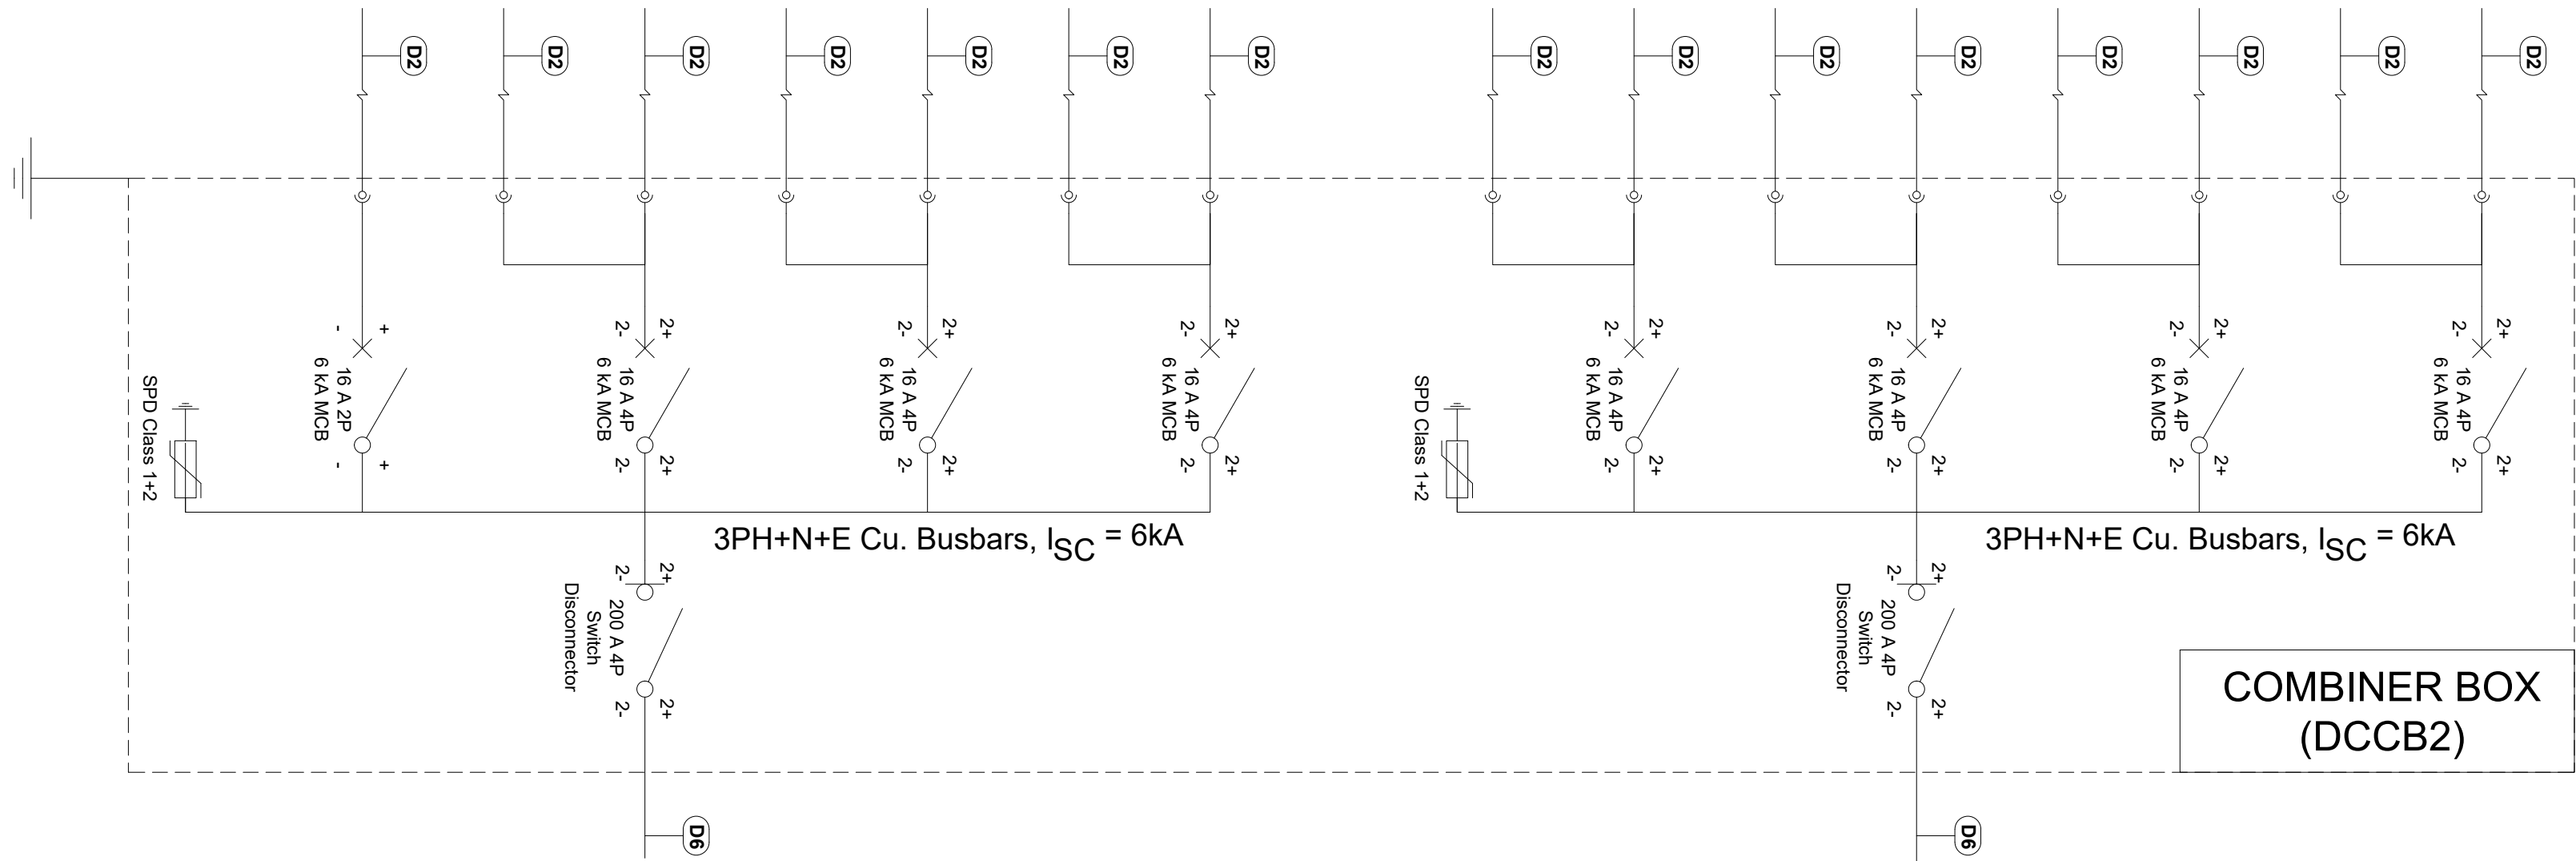 D2 D2 D2 D2 D2 D2 D2 D2 D2 D2 D2 D2 D2 D2 D2
- +
16 A 2P
6 kA MCB
- +
2- 2+
16 A 4P
6 kA MCB
2- 2+
2- 2+
16 A 4P
6 kA MCB
2- 2+
2- 2+
16 A 4P
6 kA MCB
2- 2+
2- 2+
16 A 4P
6 kA MCB
2- 2+
2- 2+
16 A 4P
6 kA MCB
2- 2+
2- 2+
16 A 4P
6 kA MCB
2- 2+
2- 2+
16 A 4P
6 kA MCB
2- 2+
SPD Class 1+2
SPD Class 1+2
3PH+N+E Cu. Busbars, ISC = 6kA
3PH+N+E Cu. Busbars, ISC = 6kA
2- 2+
200 A 4P
Switch
Disconnector
2- 2+
2- 2+
200 A 4P
Switch
Disconnector
2- 2+
COMBINER BOX
(DCCB2)
D6
D6